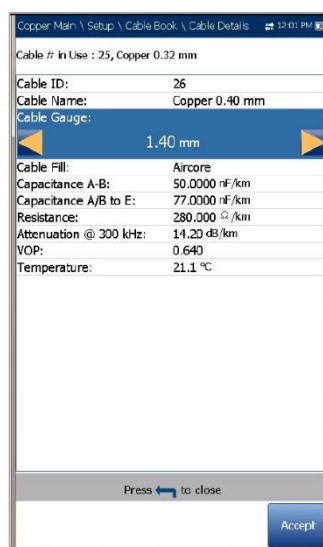 Copper Main \ Setup \ Cable Book \ Cable Details 12:01 PM
Cable # in Use : 25, Copper 0.32 mm
Cable ID: 26
Cable Name: Copper 0.40 mm
Cable Gauge:
1.40 mm
Cable Fill: Aircore
Capacitance A-B: 50.0000 nF/km
Capacitance A/B to E: 77.0000 nF/km
Resistance: 280.000 Ω/km
Attenuation @ 300 kHz: 14.20 dB/km
VOP: 0.640
Temperature: 21.1 °C
Press to close
Accept